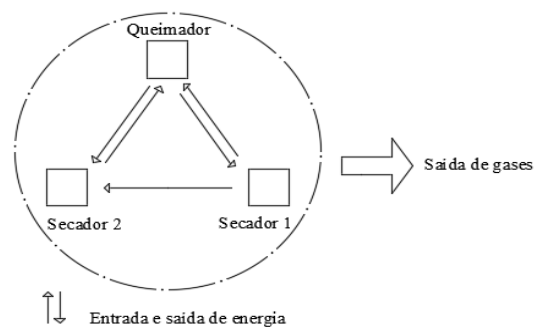 Queimador
Saida de gases
Secador 2
Secador 1
Entrada e saida de energia